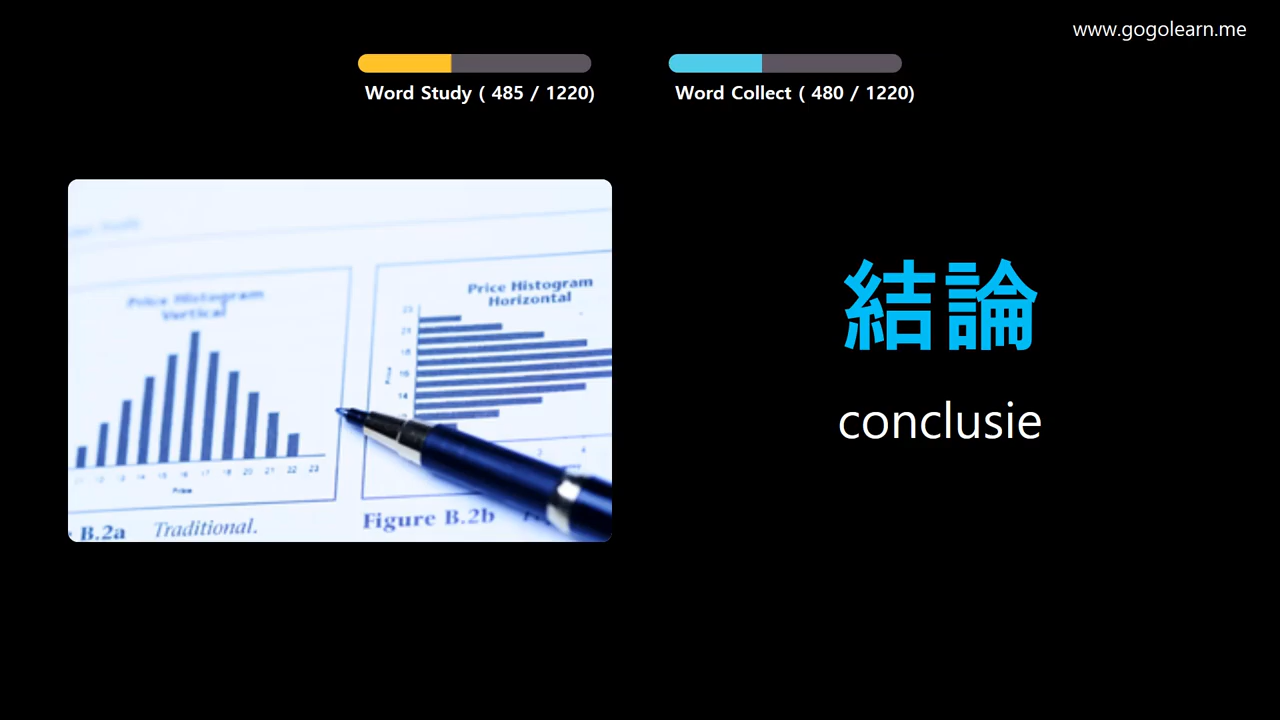 www.gogolearn.me
Word Study ( 485 / 1220)
Word Collect ( 480 / 1220)
Price Histogram
Vertical
Price Histogram
Horizontal
結論
conclusie
Price
B.2a Traditional.
Figure B.2b